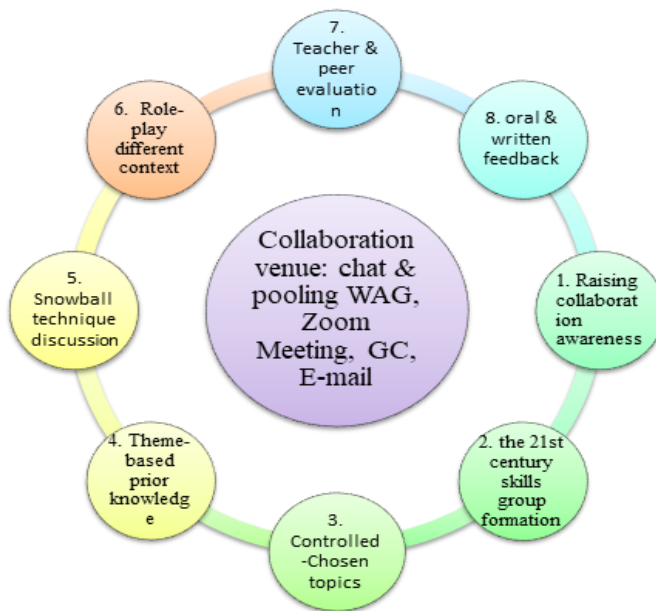 7.
Teacher &
peer
evaluatio
n
8. oral &
written
feedback
1. Raising
collaborat
ion
awareness
2. the 21st
century
skills
group
formation
3.
Controlled
-Chosen
topics
4. Theme-
based
prior
knowledg
e
5.
Snowball
technique
discussion
6. Role-
play
different
context
Collaboration
venue: chat &
pooling WAG,
Zoom
Meeting, GC,
E-mail